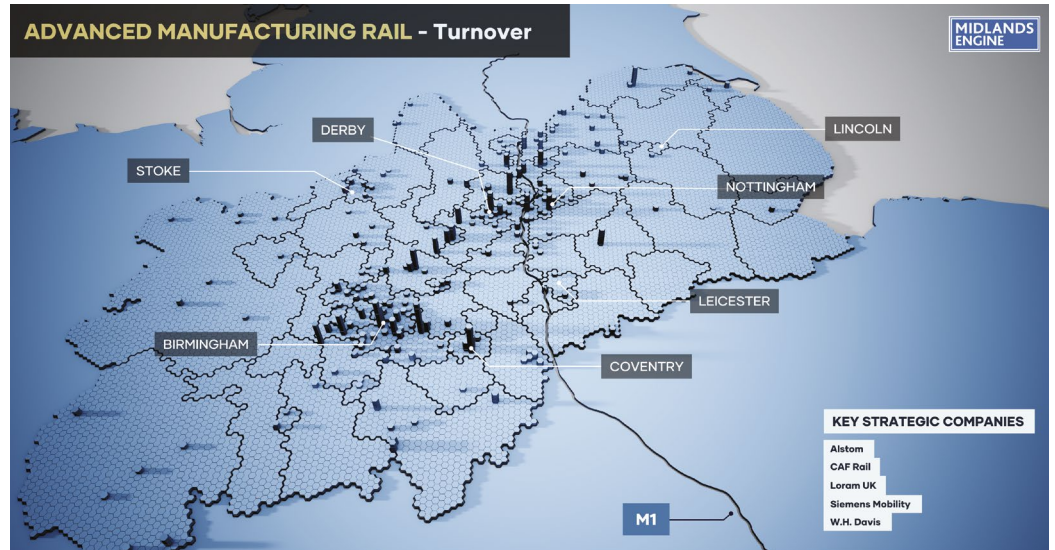 ADVANCED MANUFACTURING RAIL - Turnover
MIDLANDS
ENGINE
DERBY
LINCOLN
STOKE
NOTTINGHAM
LEICESTER
BIRMINGHAM
COVENTRY
KEY STRATEGIC COMPANIES
Alstom
CAF Rail
Loram UK
Siemens Mobility
W.H. Davis
M1